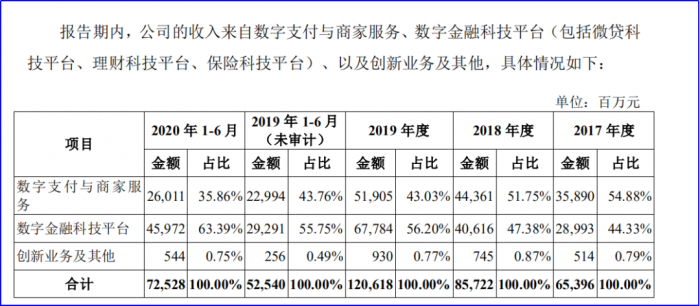 报告期内，公司的收入来自数字支付与商家服务、数字金融科技平台（包括微贷科
技平台、理财科技平台、保险科技平台）、以及创新业务及其他，具体情况如下：
单位：百万元
项目 2020 年 1-6 月 2019 年 1-6 月（未审计） 2019 年度 2018 年度 2017 年度
金额 占比 金额 占比 金额 占比 金额 占比 金额 占比
数字支付与商家服务 26,011 35.86% 22,994 43.76% 51,905 43.03% 44,361 51.75% 35,890 54.88%
数字金融科技平台 45,972 63.39% 29,291 55.75% 67,784 56.20% 40,616 47.38% 28,993 44.33%
创新业务及其他 544 0.75% 256 0.49% 930 0.77% 745 0.87% 514 0.79%
合计 72,528 100.00% 52,540 100.00% 120,618 100.00% 85,722 100.00% 65,396 100.00%